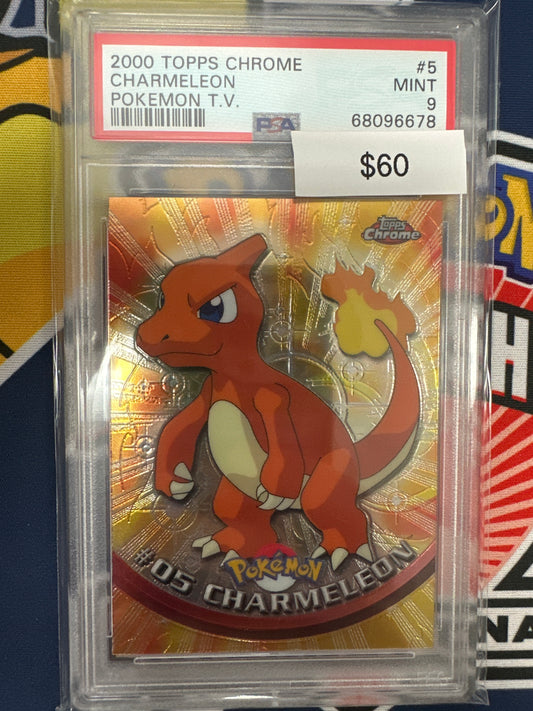 2000 TOPPS CHROME #5
CHARMELEON MINT
POKEMON T.V. 9
PSA 68096678
$60
Topps
Chrome
POKéMON
#05 CHARMELEON